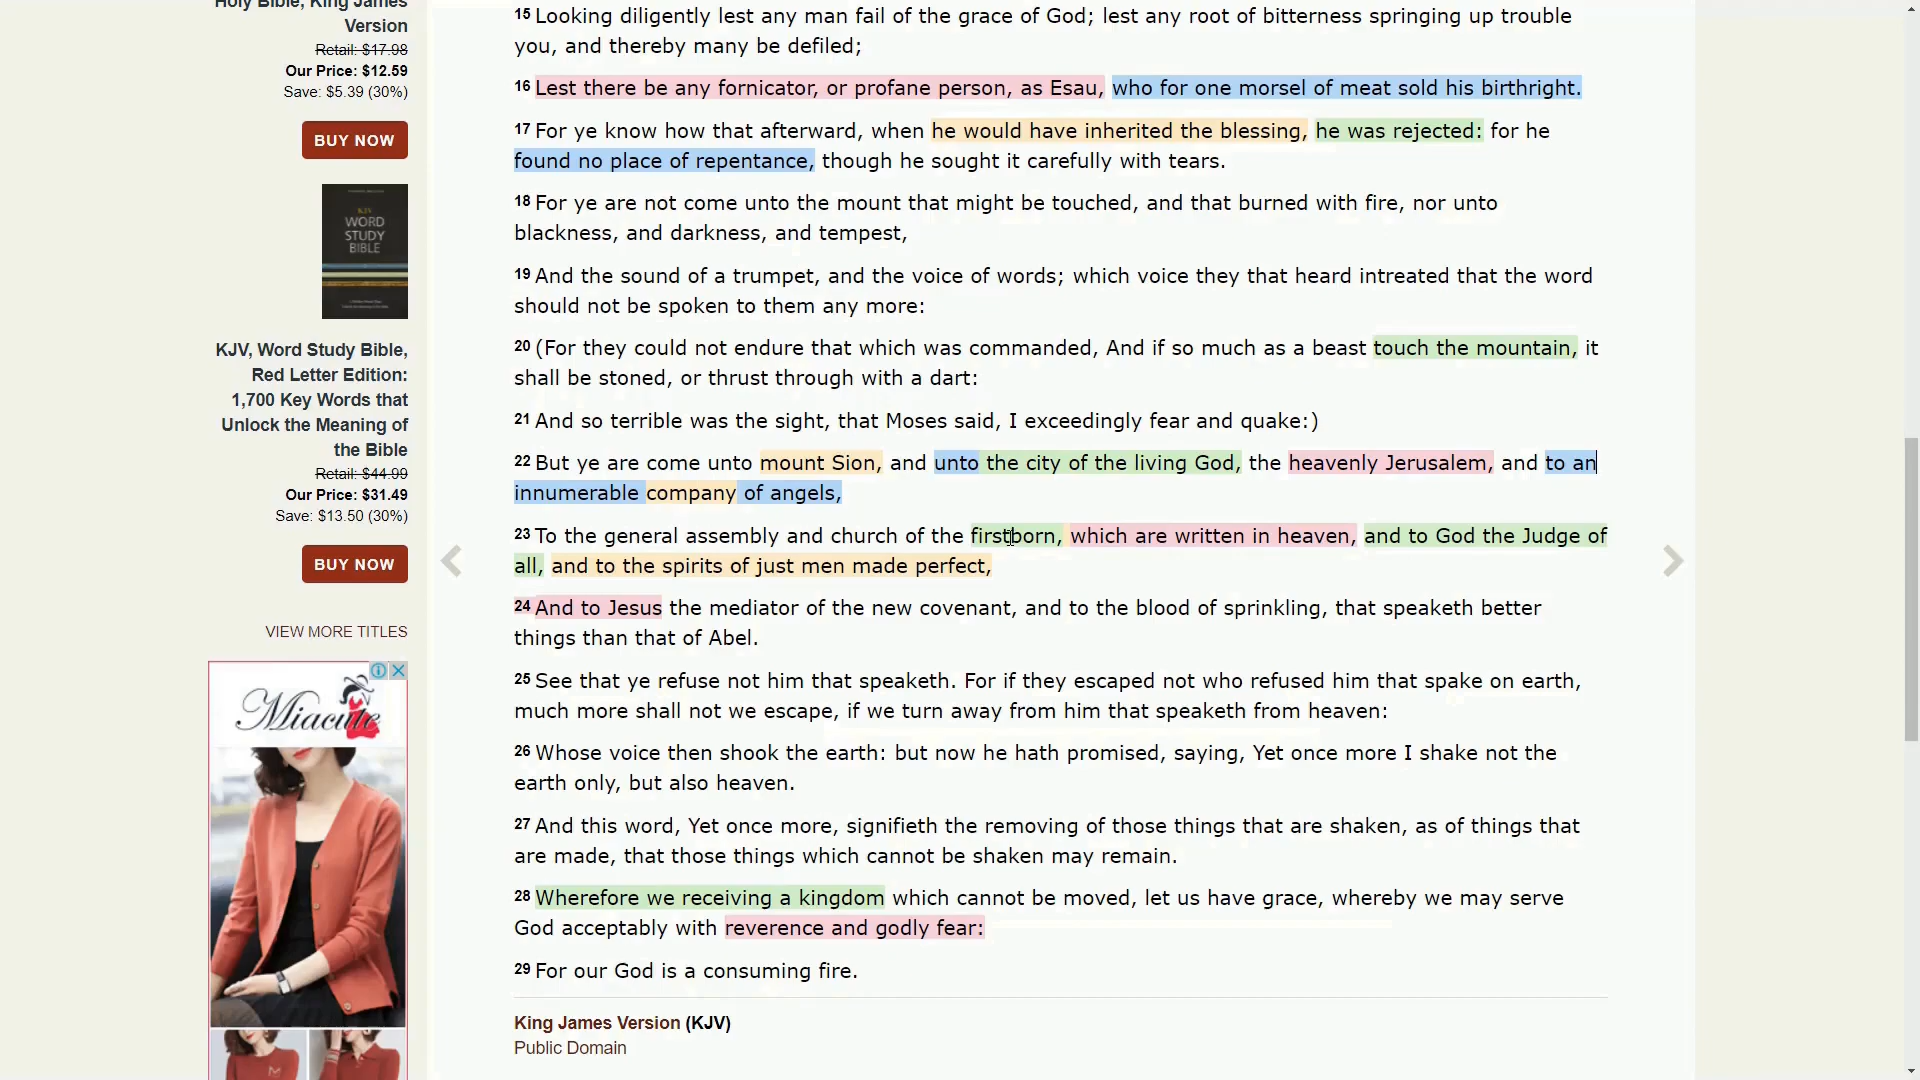 Holy Bible, King James
Version
Retail: $17.98
Our Price: $12.59
Save: $5.39 (30%)
BUY NOW
KJV
WORD
STUDY
BIBLE
KJV, Word Study Bible,
Red Letter Edition:
1,700 Key Words that
Unlock the Meaning of
the Bible
Retail: $44.99
Our Price: $31.49
Save: $13.50 (30%)
BUY NOW
VIEW MORE TITLES
Miacute
15 Looking diligently lest any man fail of the grace of God; lest any root of bitterness springing up trouble
you, and thereby many be defiled;
16 Lest there be any fornicator, or profane person, as Esau, who for one morsel of meat sold his birthright.
17 For ye know how that afterward, when he would have inherited the blessing, he was rejected: for he
found no place of repentance, though he sought it carefully with tears.
18 For ye are not come unto the mount that might be touched, and that burned with fire, nor unto
blackness, and darkness, and tempest,
19 And the sound of a trumpet, and the voice of words; which voice they that heard intreated that the word
should not be spoken to them any more:
20 (For they could not endure that which was commanded, And if so much as a beast touch the mountain, it
shall be stoned, or thrust through with a dart:
21 And so terrible was the sight, that Moses said, I exceedingly fear and quake:)
22 But ye are come unto mount Sion, and unto the city of the living God, the heavenly Jerusalem, and to an
innumerable company of angels,
23 To the general assembly and church of the firstborn, which are written in heaven, and to God the Judge of
all, and to the spirits of just men made perfect,
24 And to Jesus the mediator of the new covenant, and to the blood of sprinkling, that speaketh better
things than that of Abel.
25 See that ye refuse not him that speaketh. For if they escaped not who refused him that spake on earth,
much more shall not we escape, if we turn away from him that speaketh from heaven:
26 Whose voice then shook the earth: but now he hath promised, saying, Yet once more I shake not the
earth only, but also heaven.
27 And this word, Yet once more, signifieth the removing of those things that are shaken, as of things that
are made, that those things which cannot be shaken may remain.
28 Wherefore we receiving a kingdom which cannot be moved, let us have grace, whereby we may serve
God acceptably with reverence and godly fear:
29 For our God is a consuming fire.
King James Version (KJV)
Public Domain